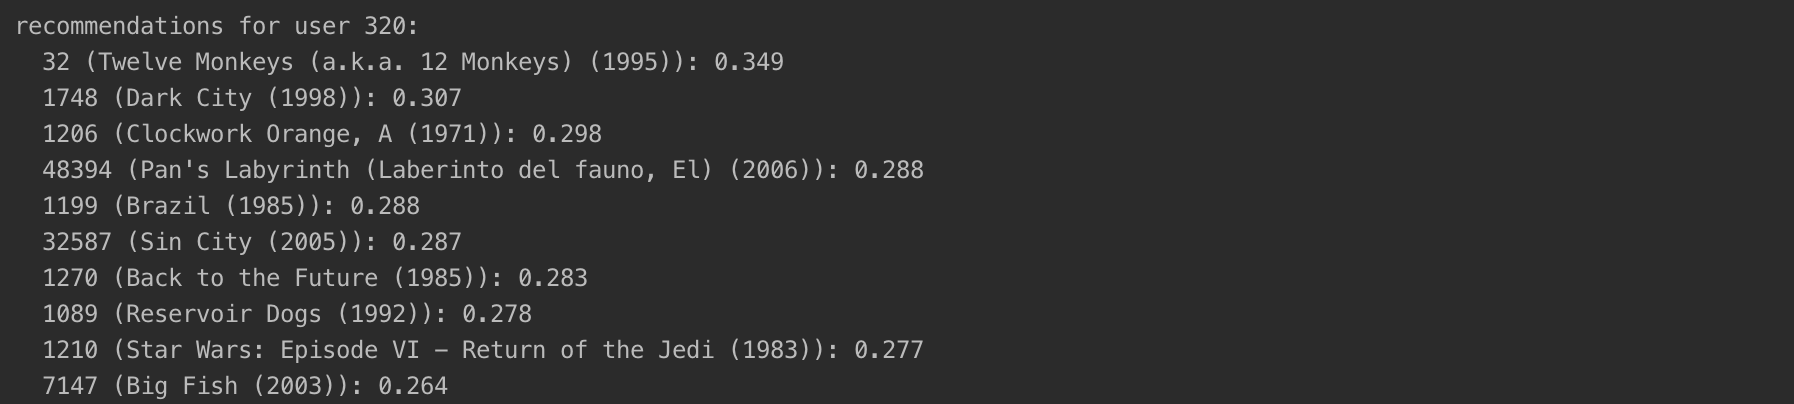 recommendations for user 320:
  32 (Twelve Monkeys (a.k.a. 12 Monkeys) (1995)): 0.349
  1748 (Dark City (1998)): 0.307
  1206 (Clockwork Orange, A (1971)): 0.298
  48394 (Pan's Labyrinth (Laberinto del fauno, El) (2006)): 0.288
  1199 (Brazil (1985)): 0.288
  32587 (Sin City (2005)): 0.287
  1270 (Back to the Future (1985)): 0.283
  1089 (Reservoir Dogs (1992)): 0.278
  1210 (Star Wars: Episode VI – Return of the Jedi (1983)): 0.277
  7147 (Big Fish (2003)): 0.264